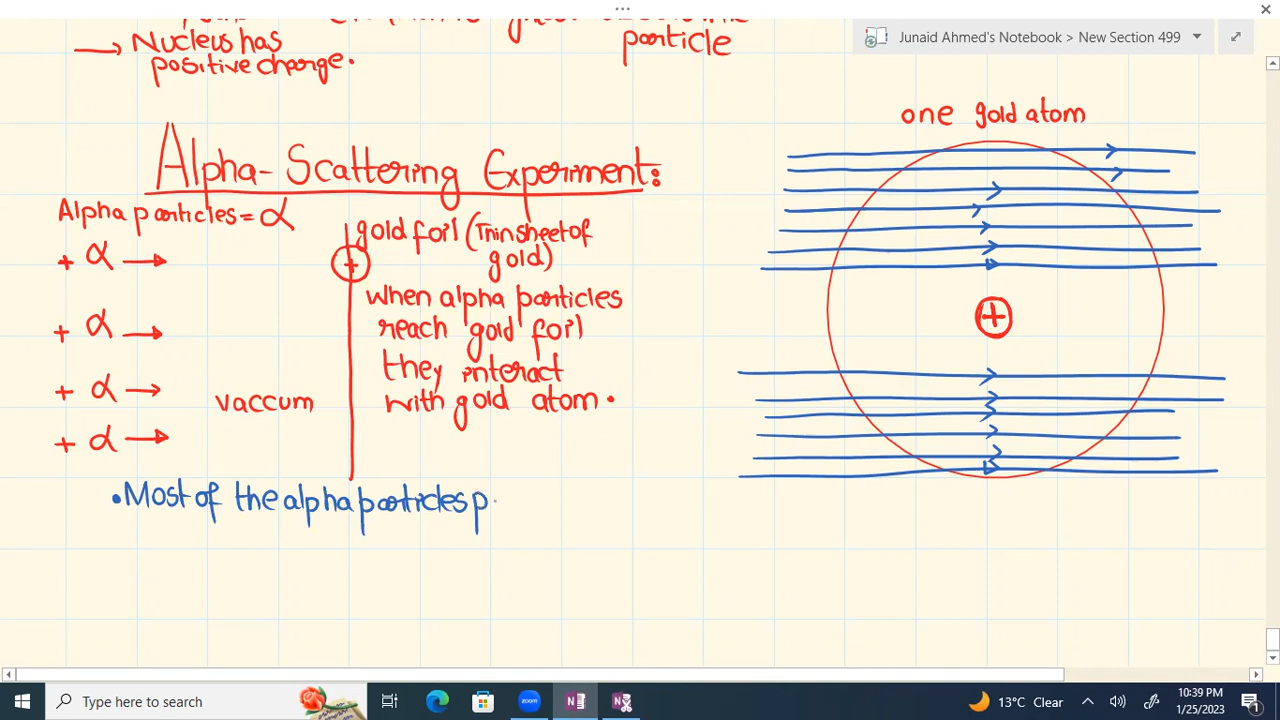 Junaid Ahmed's Notebook > New Section 499
→ Nucleus has
particle
positive charge.
one gold atom
Alpha-Scattering Experiment:
Alpha particles = α
gold foil (Thin sheet of
gold)
+ α →
+
when alpha particles
reach gold foil
+ α →
+
they interact
+ α →
vaccum
with gold atom.
+ α →
•Most of the alpha particles p
Type here to search
zoom
13°C Clear
10:39 PM
1/25/2023
1